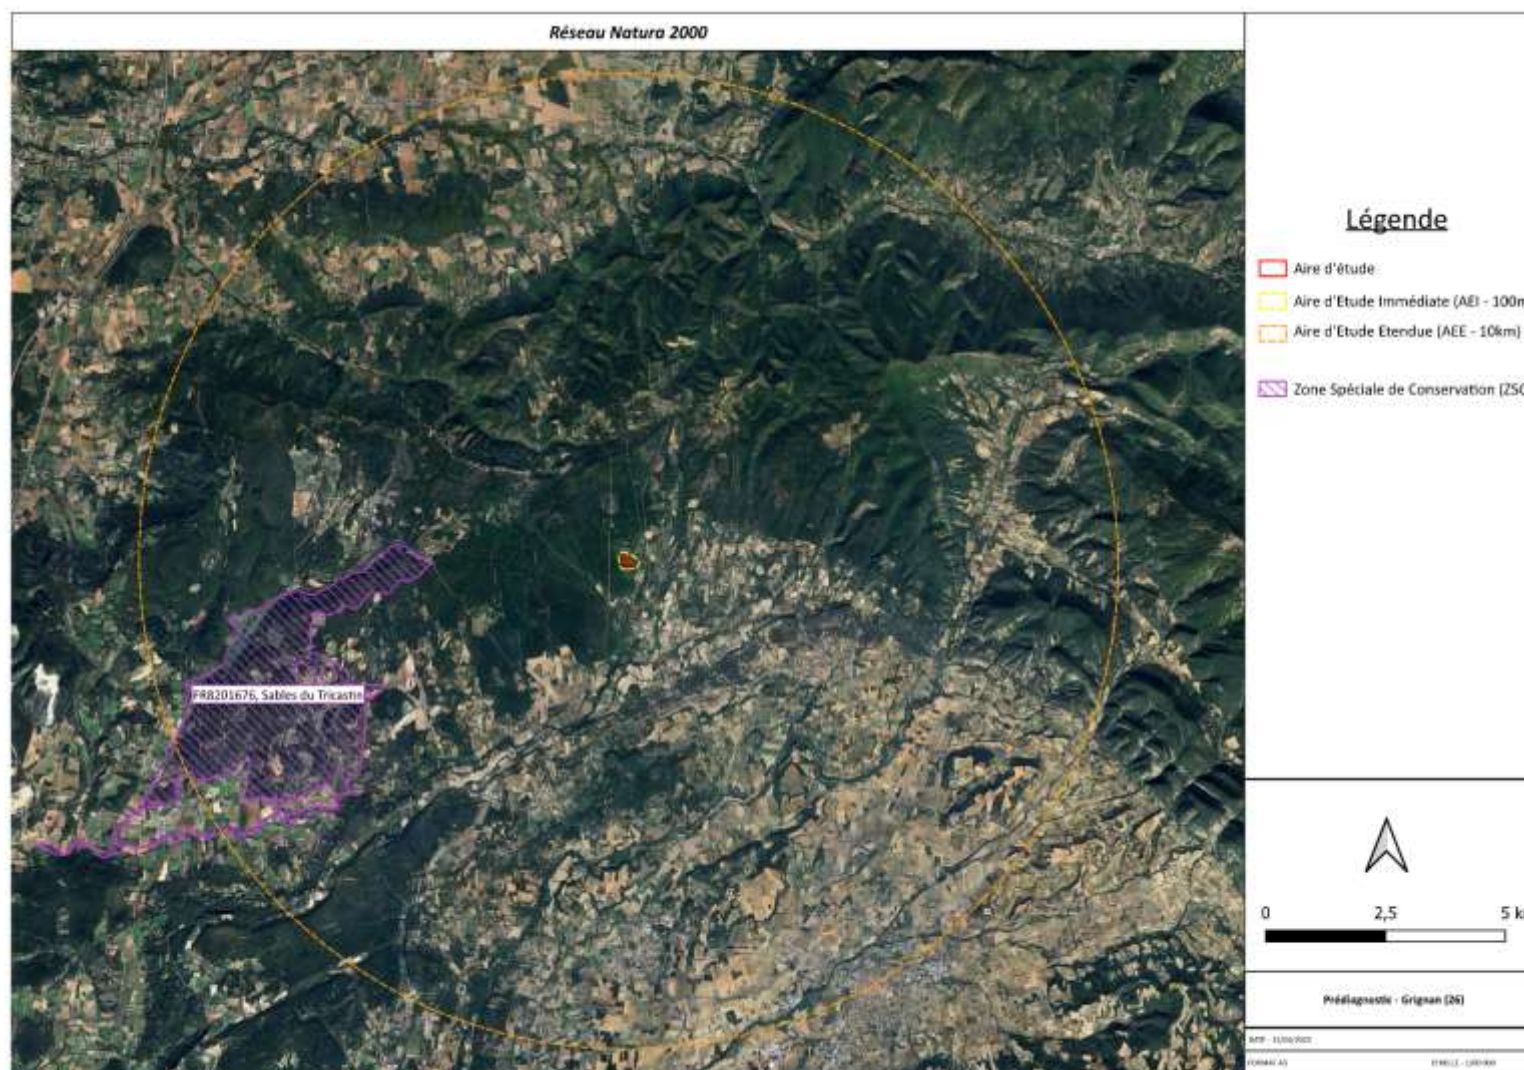 Réseau Natura 2000
Légende
Aire d'étude
Aire d'Etude Immédiate (AEI - 100m
Aire d'Etude Etendue (AEE - 10km)
Zone Spéciale de Conservation (ZSC
FR8201676, Sables du Tricastin
0 2,5 5 k
Prédiagnostic - Grignan (26)